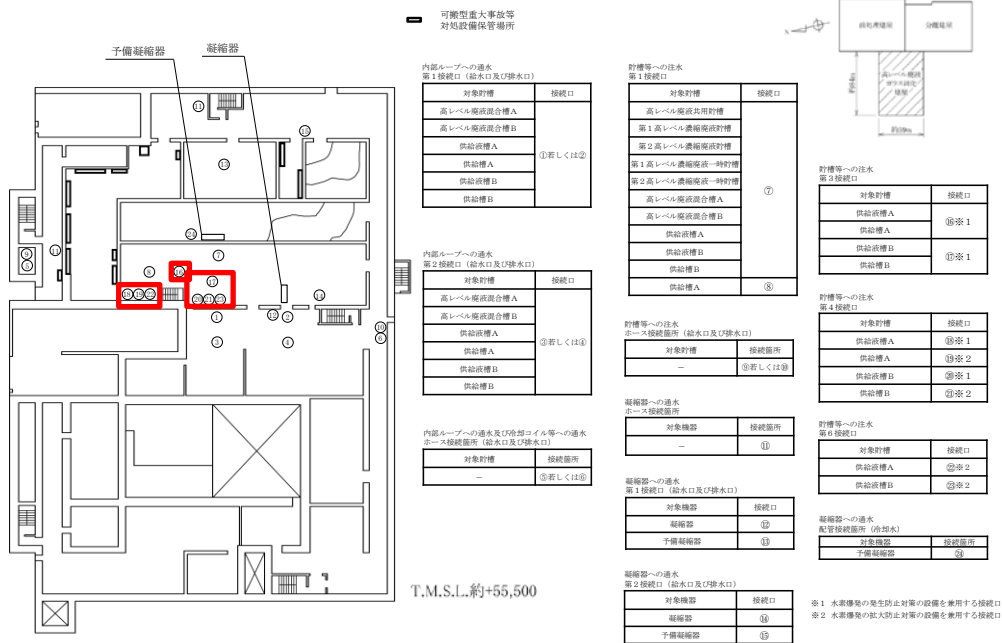 可搬型重大事故等
対処設備保管場所
予備凝縮器
凝縮器
⑪
⑮
⑬
㉔
⑪
⑦
⑨
⑤
⑧
⑯
⑰
⑱⑲㉒
⑳㉑㉓
⑭
①
⑫
②
⑩
⑥
③
④
T.M.S.L.約+55,500
内部ループへの通水
第1接続口(給水口及び排水口)
対象貯槽 接続口
高レベル廃液混合槽A
高レベル廃液混合槽B
供給液槽A
供給槽A
供給液槽B
供給槽B
①若しくは②
内部ループへの通水
第2接続口(給水口及び排水口)
対象貯槽 接続口
高レベル廃液混合槽A
高レベル廃液混合槽B
供給液槽A
供給槽A
供給液槽B
供給槽B
③若しくは④
内部ループへの通水及び冷却コイル等への通水
ホース接続箇所(給水口及び排水口)
対象貯槽 接続箇所
− ⑤若しくは⑥
貯槽等への注水
第1接続口
対象貯槽 接続口
高レベル廃液共用貯槽
第1高レベル濃縮廃液貯槽
第2高レベル濃縮廃液貯槽
第1高レベル濃縮廃液一時貯槽
第2高レベル濃縮廃液一時貯槽
高レベル廃液混合槽A
高レベル廃液混合槽B
供給液槽A
供給液槽B
供給槽B
⑦
供給槽A ⑧
貯槽等への注水
ホース接続箇所(給水口及び排水口)
対象貯槽 接続箇所
− ⑨若しくは⑩
凝縮器への通水
ホース接続箇所
対象機器 接続箇所
− ⑪
凝縮器への通水
第1接続口(給水口及び排水口)
対象機器 接続口
凝縮器 ⑫
予備凝縮器 ⑬
凝縮器への通水
第2接続口(給水口及び排水口)
対象機器 接続口
凝縮器 ⑭
予備凝縮器 ⑮
N
前処理建屋
分離建屋
高レベル廃液
ガラス固化
建屋
貯槽等への注水
第3接続口
対象貯槽 接続口
供給液槽A
供給槽A
⑯※1
供給液槽B
供給槽B
⑰※1
貯槽等への注水
第4接続口
対象貯槽 接続口
供給液槽A ⑱※1
供給槽A ⑲※2
供給液槽B ⑳※1
供給槽B ㉑※2
貯槽等への注水
第6接続口
対象貯槽 接続口
供給液槽A ㉒※2
供給液槽B ㉓※2
凝縮器への通水
配管接続箇所(冷却水)
対象機器 接続箇所
予備凝縮器 ㉔
※1 水素爆発の発生防止対策の設備を兼用する接続口
※2 水素爆発の拡大防止対策の設備を兼用する接続口